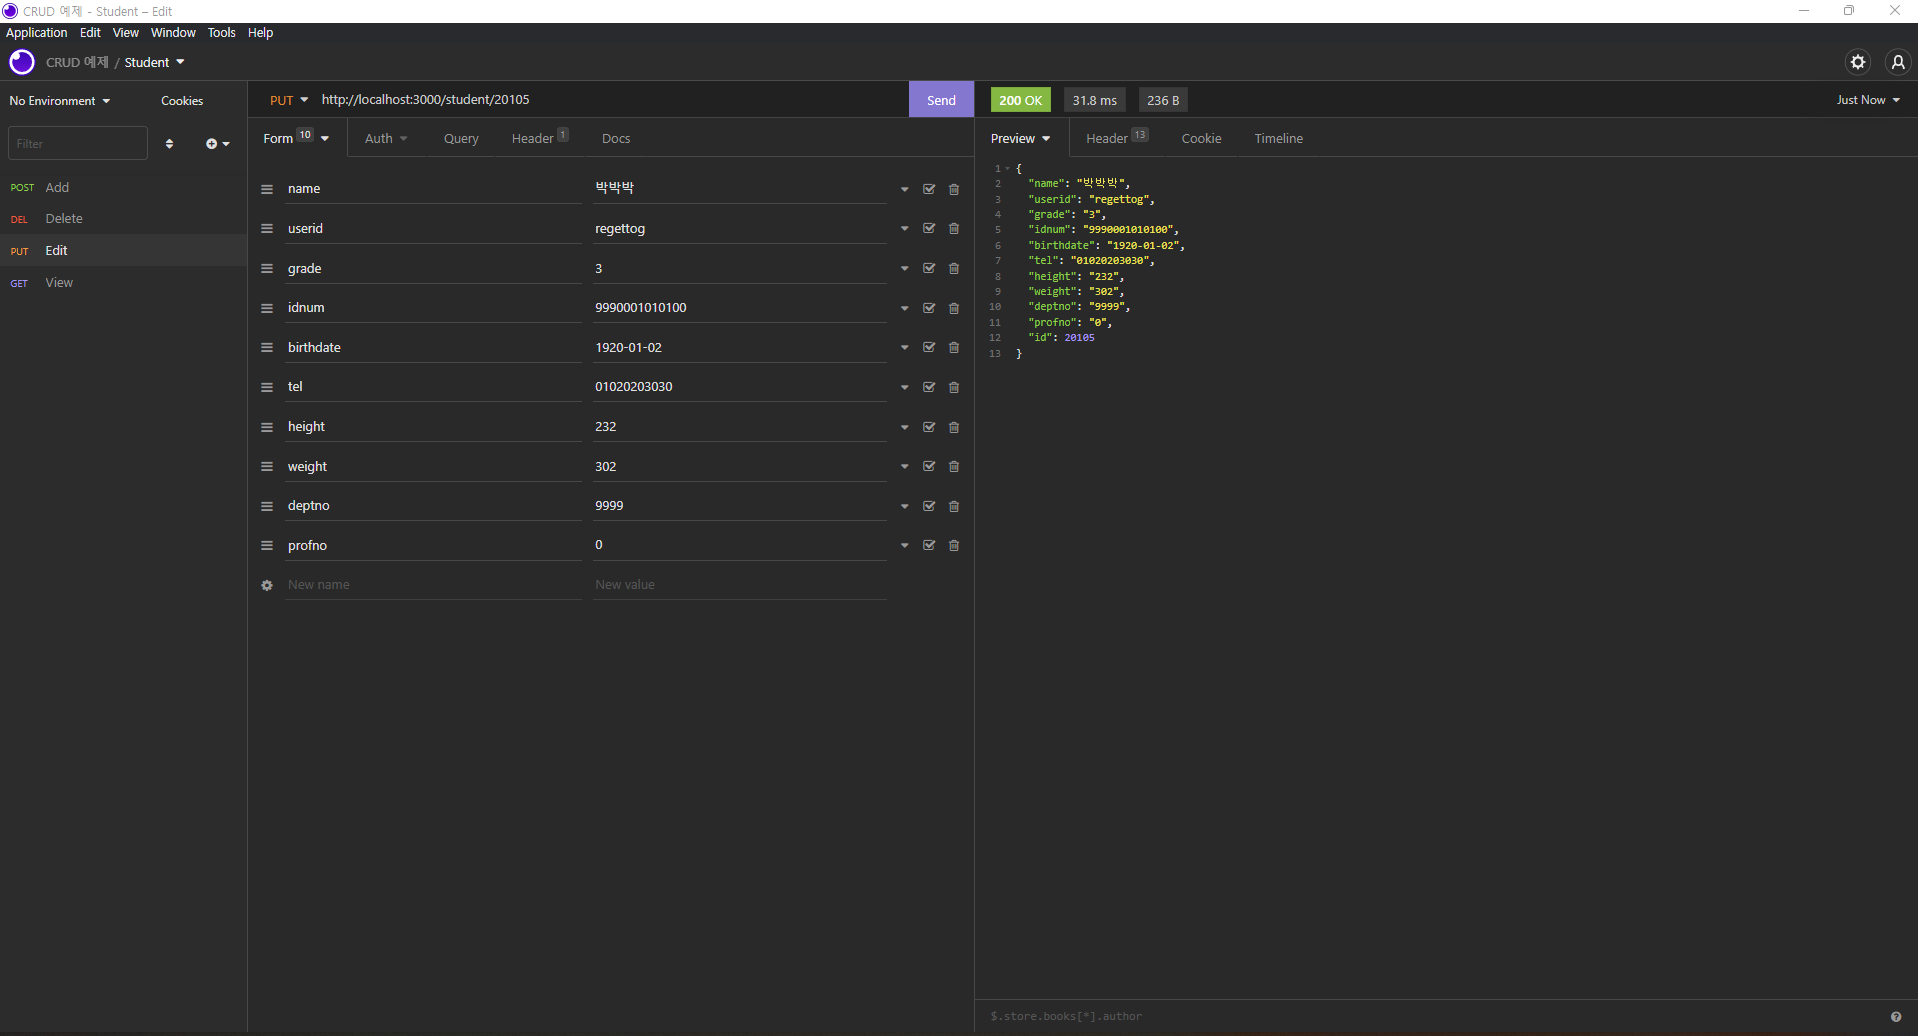 CRUD 예제 - Student – Edit
Application Edit View Window Tools Help
CRUD 예제 / Student
No Environment Cookies
PUT http://localhost:3000/student/20105 Send
200 OK 31.8 ms 236 B Just Now
Filter
Form 10 Auth Query Header 1 Docs
Preview Header 13 Cookie Timeline
POST Add
DEL Delete
PUT Edit
GET View
name 박박박
userid regettog
grade 3
idnum 9990001010100
birthdate 1920-01-02
tel 01020203030
height 232
weight 302
deptno 9999
profno 0
New name New value
1 {
2 "name": "박박박",
3 "userid": "regettog",
4 "grade": "3",
5 "idnum": "9990001010100",
6 "birthdate": "1920-01-02",
7 "tel": "01020203030",
8 "height": "232",
9 "weight": "302",
10 "deptno": "9999",
11 "profno": "0",
12 "id": 20105
13 }
$.store.books[*].author